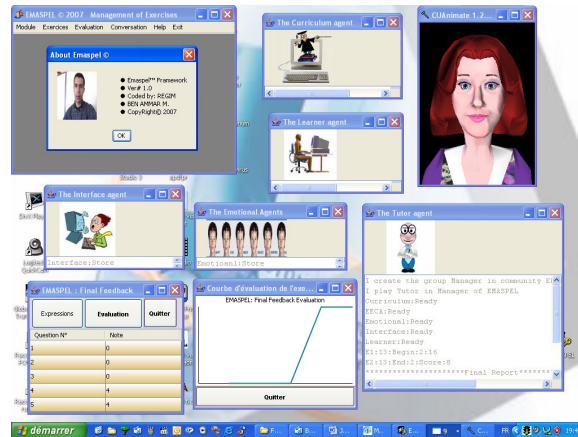 EMASPEL © 2007 Management of Exercises
Module Exercices Evaluation Conversation Help Exit
About Emaspel ©
Emaspel™ Framework
Ver# 1.0
Coded by: REGIM
BEN AMMAR M.
CopyRight© 2007
OK
The Curriculum agent
CUAnimate 1.2...
The Learner agent
Studio 3
The Interface agent
Interface:Store
The Emotional Agents
Emotional:Store
The Tutor agent
I create the group Manager in community
I play Tutor in Manager of EMASPEL
Curriculum:Ready
EECA:Ready
Emotional:Ready
Interface:Ready
Learner:Ready
E1:13:Begin:2:16
E2:13:End:2:Score:8
**********************Final Report*******
EMASPEL : Final Feedback
Expressions Evaluation Quitter
Question N° Note
1 0
2 0
3 0
4 4
5 4
Courbe d'évaluation de l'exe...
EMASPEL: Final Feedback Evaluation
Quitter
démarrer
FR